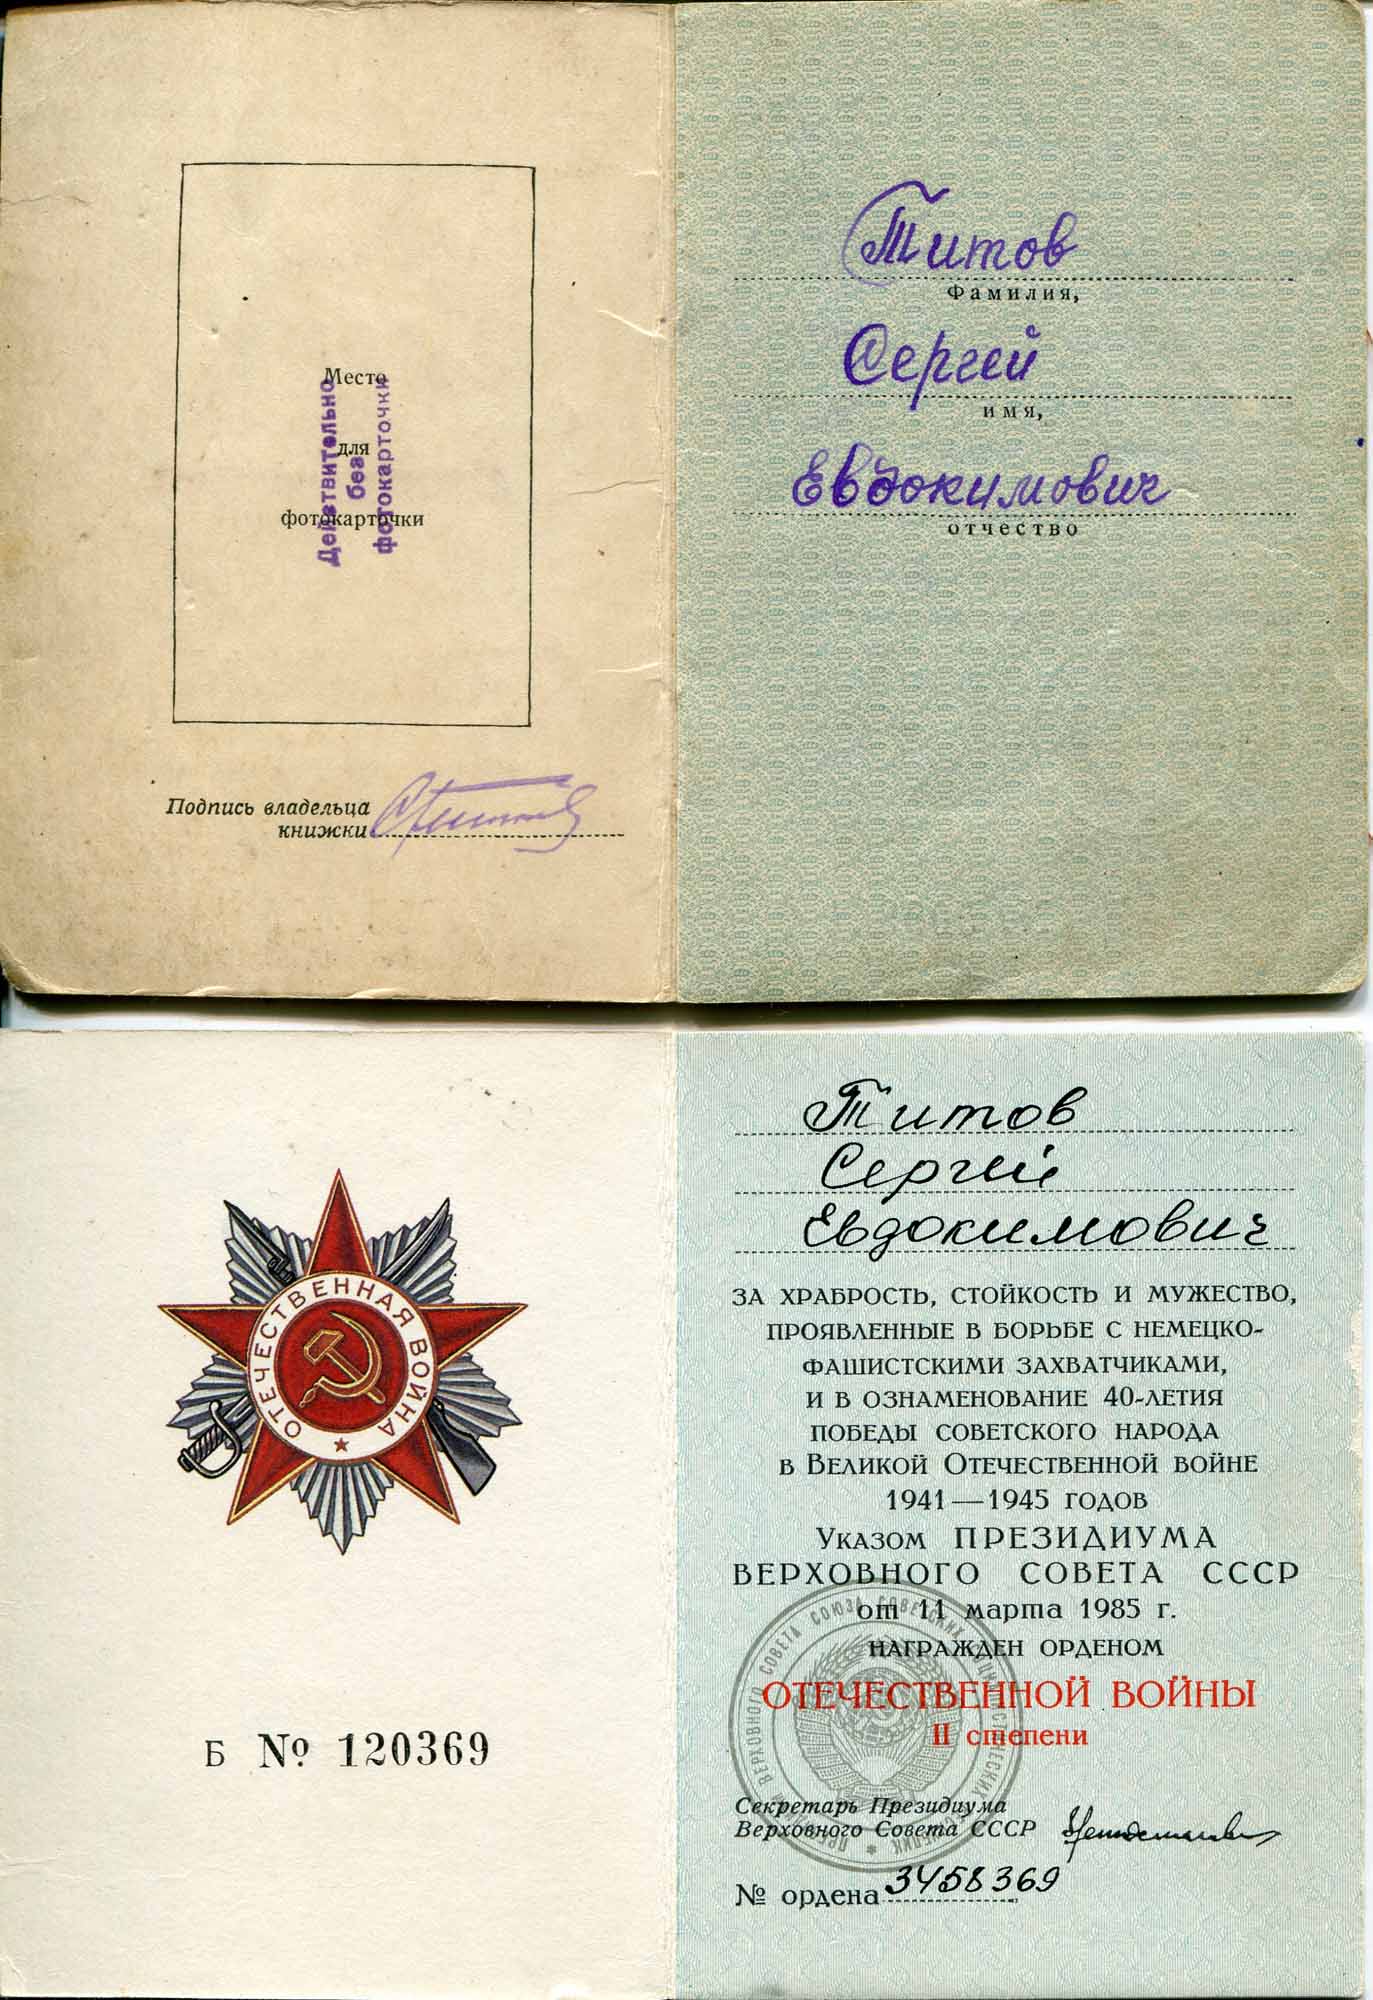 Место
для
фотокарточки
Действительно
без
фотокарточки
Подпись владельца
книжки
Титов
Фамилия,
Сергей
имя,
Евдокимович
отчество
ОТЕЧЕСТВЕННАЯ ВОЙНА
Б № 120369
Титов
Сергей
Евдокимович
ЗА ХРАБРОСТЬ, СТОЙКОСТЬ И МУЖЕСТВО,
ПРОЯВЛЕННЫЕ В БОРЬБЕ С НЕМЕЦКО-
ФАШИСТСКИМИ ЗАХВАТЧИКАМИ,
И В ОЗНАМЕНОВАНИЕ 40-ЛЕТИЯ
ПОБЕДЫ СОВЕТСКОГО НАРОДА
В ВЕЛИКОЙ ОТЕЧЕСТВЕННОЙ ВОЙНЕ
1941—1945 ГОДОВ
УКАЗОМ ПРЕЗИДИУМА
ВЕРХОВНОГО СОВЕТА СССР
от 11 марта 1985 г.
НАГРАЖДЕН ОРДЕНОМ
ОТЕЧЕСТВЕННОЙ ВОЙНЫ
II степени
Секретарь Президиума
Верховного Совета СССР
№ ордена 3458369